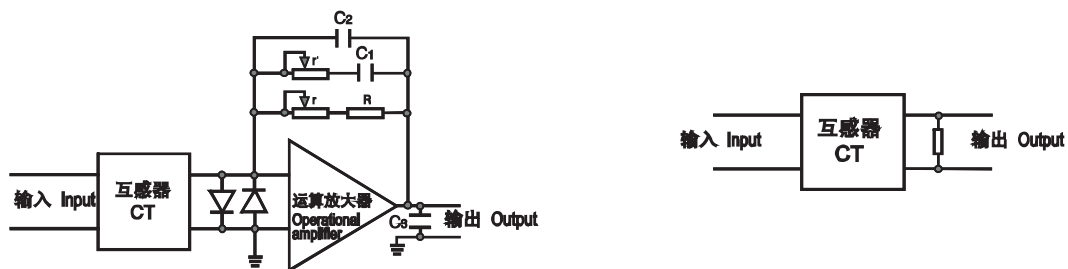 C2
r'
C1
r
R
输入 Input
互感器
CT
运算放大器
Operational
amplifier
C3
输出 Output
输入 Input
互感器
CT
输出 Output